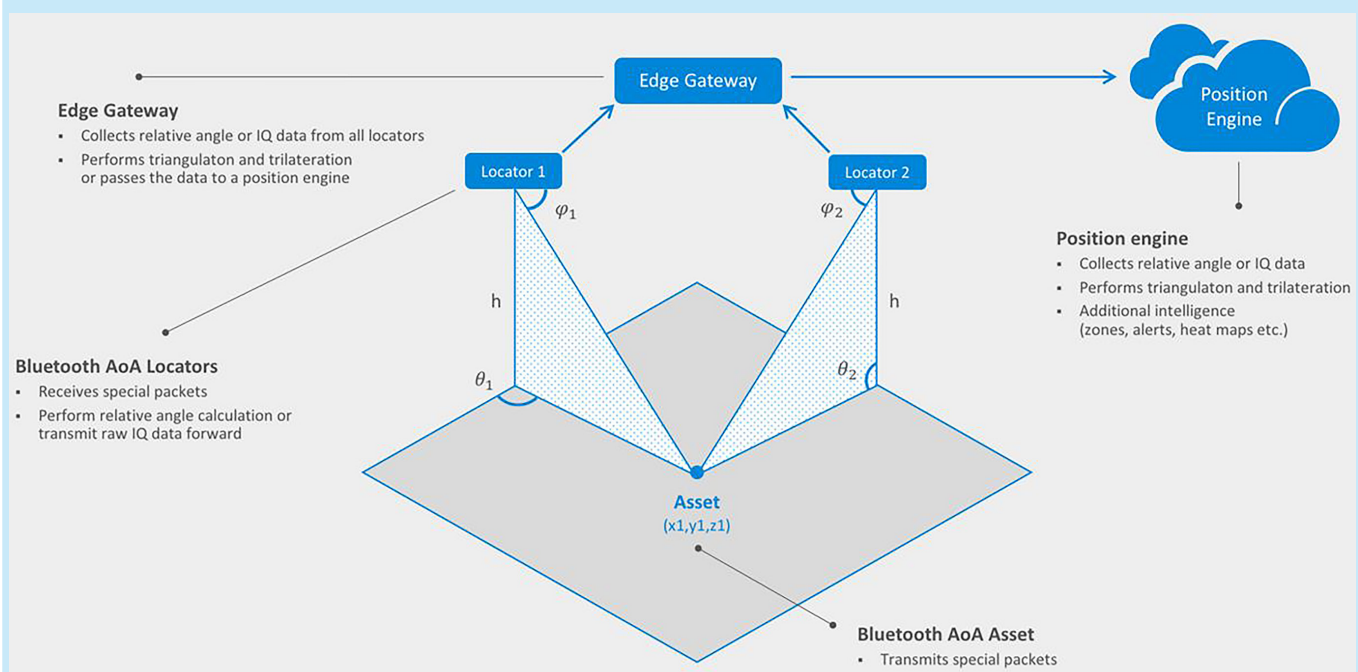 Edge Gateway
Position
Engine
Edge Gateway
▪ Collects relative angle or IQ data from all locators
▪ Performs triangulaton and trilateration
or passes the data to a position engine
Locator 1
Locator 2
φ₁
φ₂
Position engine
▪ Collects relative angle or IQ data
▪ Performs triangulaton and trilateration
▪ Additional intelligence
(zones, alerts, heat maps etc.)
h
h
Bluetooth AoA Locators
▪ Receives special packets
▪ Perform relative angle calculation or
transmit raw IQ data forward
θ₁
θ₂
Asset
(x1,y1,z1)
Bluetooth AoA Asset
▪ Transmits special packets